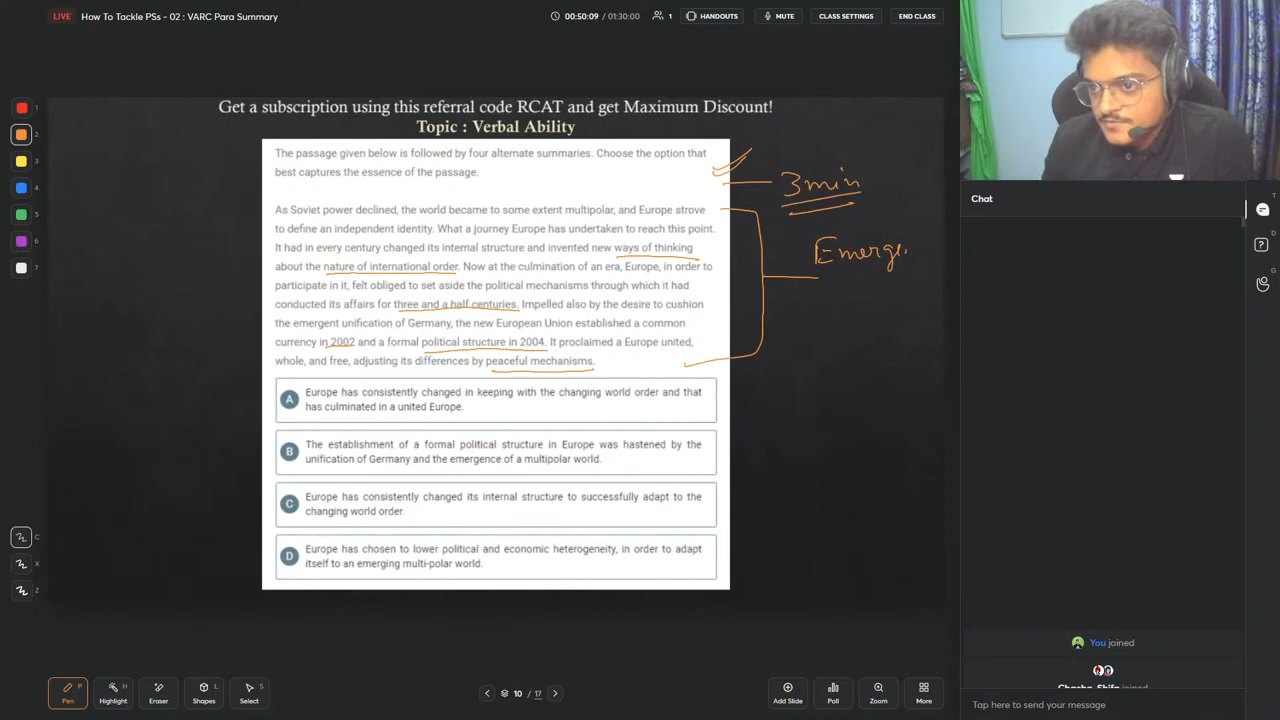 LIVE
How To Tackle PSs - 02 : VARC Para Summary
00:50:09 / 01:30:00
1
HANDOUTS
MUTE
CLASS SETTINGS
END CLASS
1
2
3
4
5
6
7
C
X
Z
Get a subscription using this referral code RCAT and get Maximum Discount!
Topic : Verbal Ability
The passage given below is followed by four alternate summaries. Choose the option that
best captures the essence of the passage.
3 min
As Soviet power declined, the world became to some extent multipolar, and Europe strove
to define an independent identity. What a journey Europe has undertaken to reach this point.
It had in every century changed its internal structure and invented new ways of thinking
about the nature of international order. Now at the culmination of an era, Europe, in order to
participate in it, felt obliged to set aside the political mechanisms through which it had
conducted its affairs for three and a half centuries. Impelled also by the desire to cushion
the emergent unification of Germany, the new European Union established a common
currency in 2002 and a formal political structure in 2004. It proclaimed a Europe united,
whole, and free, adjusting its differences by peaceful mechanisms.
Emerge
A
Europe has consistently changed in keeping with the changing world order and that
has culminated in a united Europe.
B
The establishment of a formal political structure in Europe was hastened by the
unification of Germany and the emergence of a multipolar world.
C
Europe has consistently changed its internal structure to successfully adapt to the
changing world order.
D
Europe has chosen to lower political and economic heterogeneity, in order to adapt
itself to an emerging multi-polar world.
Pen P
Highlight H
Eraser E
Shapes L
Select S
10 / 17
Add Slide
Poll
Zoom
More
Chat
T
D
You joined
joined
Tap here to send your message